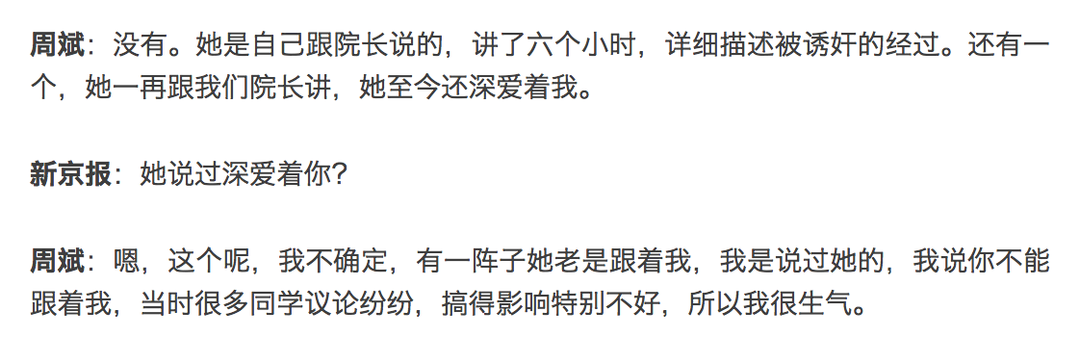 周斌：没有。她是自己跟院长说的，讲了六个小时，详细描述被诱奸的经过。还有一
个，她一再跟我们院长讲，她至今还深爱着我。
新京报：她说过深爱着你？
周斌：嗯，这个呢，我不确定，有一阵子她老是跟着我，我是说过她的，我说你不能
跟着我，当时很多同学议论纷纷，搞得影响特别不好，所以我很生气。